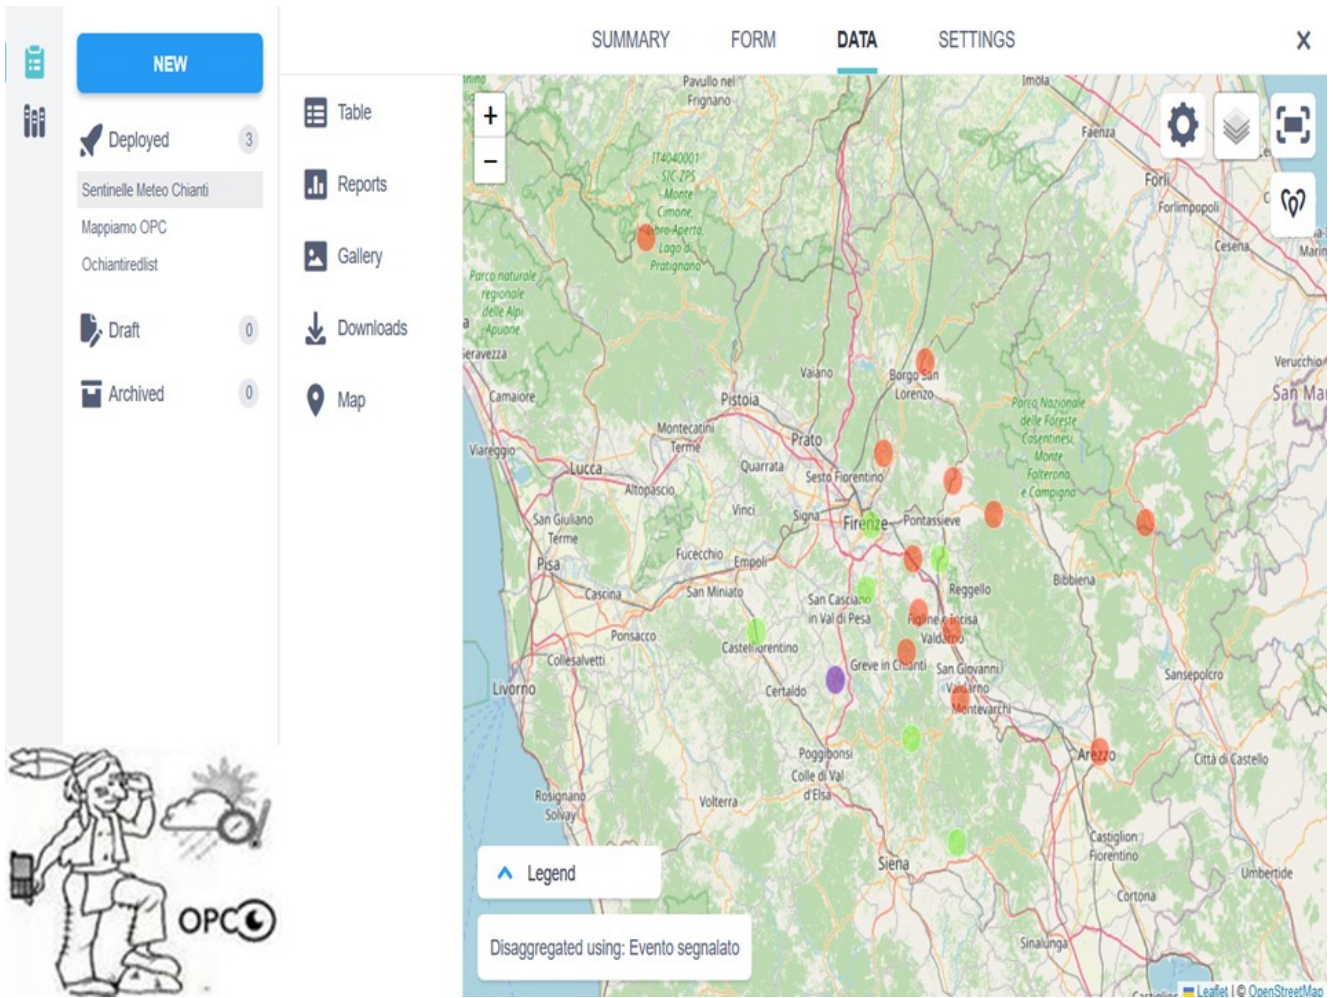 SUMMARY
FORM
DATA
SETTINGS
X
NEW
Deployed
3
Sentinelle Meteo Chianti
Mappiamo OPC
Ochiantiredlist
Draft
0
Archived
0
Table
Reports
Gallery
Downloads
Map
+
−
Pavullo nel
Frignano
Imola
Faenza
IT4040001
SIC-ZPS
Monte
Cimone,
Libro Aperto,
Lago di
Pratignano
Forlì
Forlimpopoli
Cesena
Marin
Parco naturale
regionale
delle Alpi
Apuane
Seravezza
Camaiore
Viareggio
Lucca
Pistoia
Montecatini
Terme
Altopascio
Vaiano
Prato
Quarrata
Borgo San
Lorenzo
Sesto Fiorentino
Parco Nazionale
delle Foreste
Casentinesi,
Monte
Falterona
e Campigna
Verucchio
San Mar
San Giuliano
Terme
Pisa
Vinci
Signa
Firenze
Pontassieve
Fucecchio
Empoli
Cascina
San Miniato
San Casciano
in Val di Pesa
Reggello
Bibbiena
Figline e Incisa
Valdarno
Ponsacco
Castelfiorentino
Collesalvetti
Greve in Chianti
San Giovanni
Valdarno
Sansepolcro
Livorno
Certaldo
Montevarchi
Poggibonsi
Arezzo
Città di Castello
Colle di Val
d'Elsa
Rosignano
Solvay
Volterra
Castiglion
Fiorentino
Siena
Umbertide
Cortona
Sinalunga
Legend
Disaggregated using: Evento segnalato
OPC
Leaflet | © OpenStreetMap